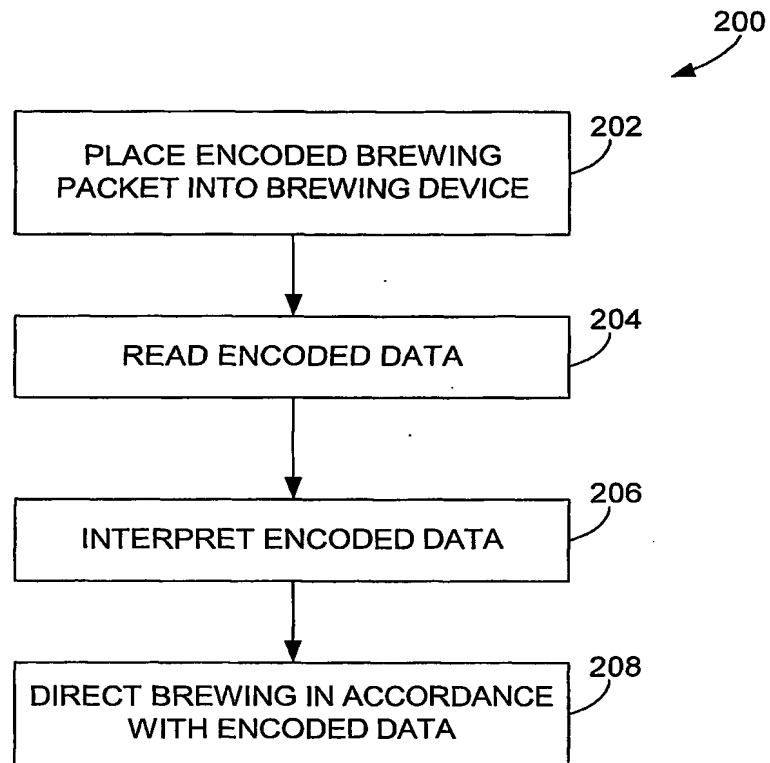 200
202
PLACE ENCODED BREWING
PACKET INTO BREWING DEVICE
204
READ ENCODED DATA
206
INTERPRET ENCODED DATA
208
DIRECT BREWING IN ACCORDANCE
WITH ENCODED DATA